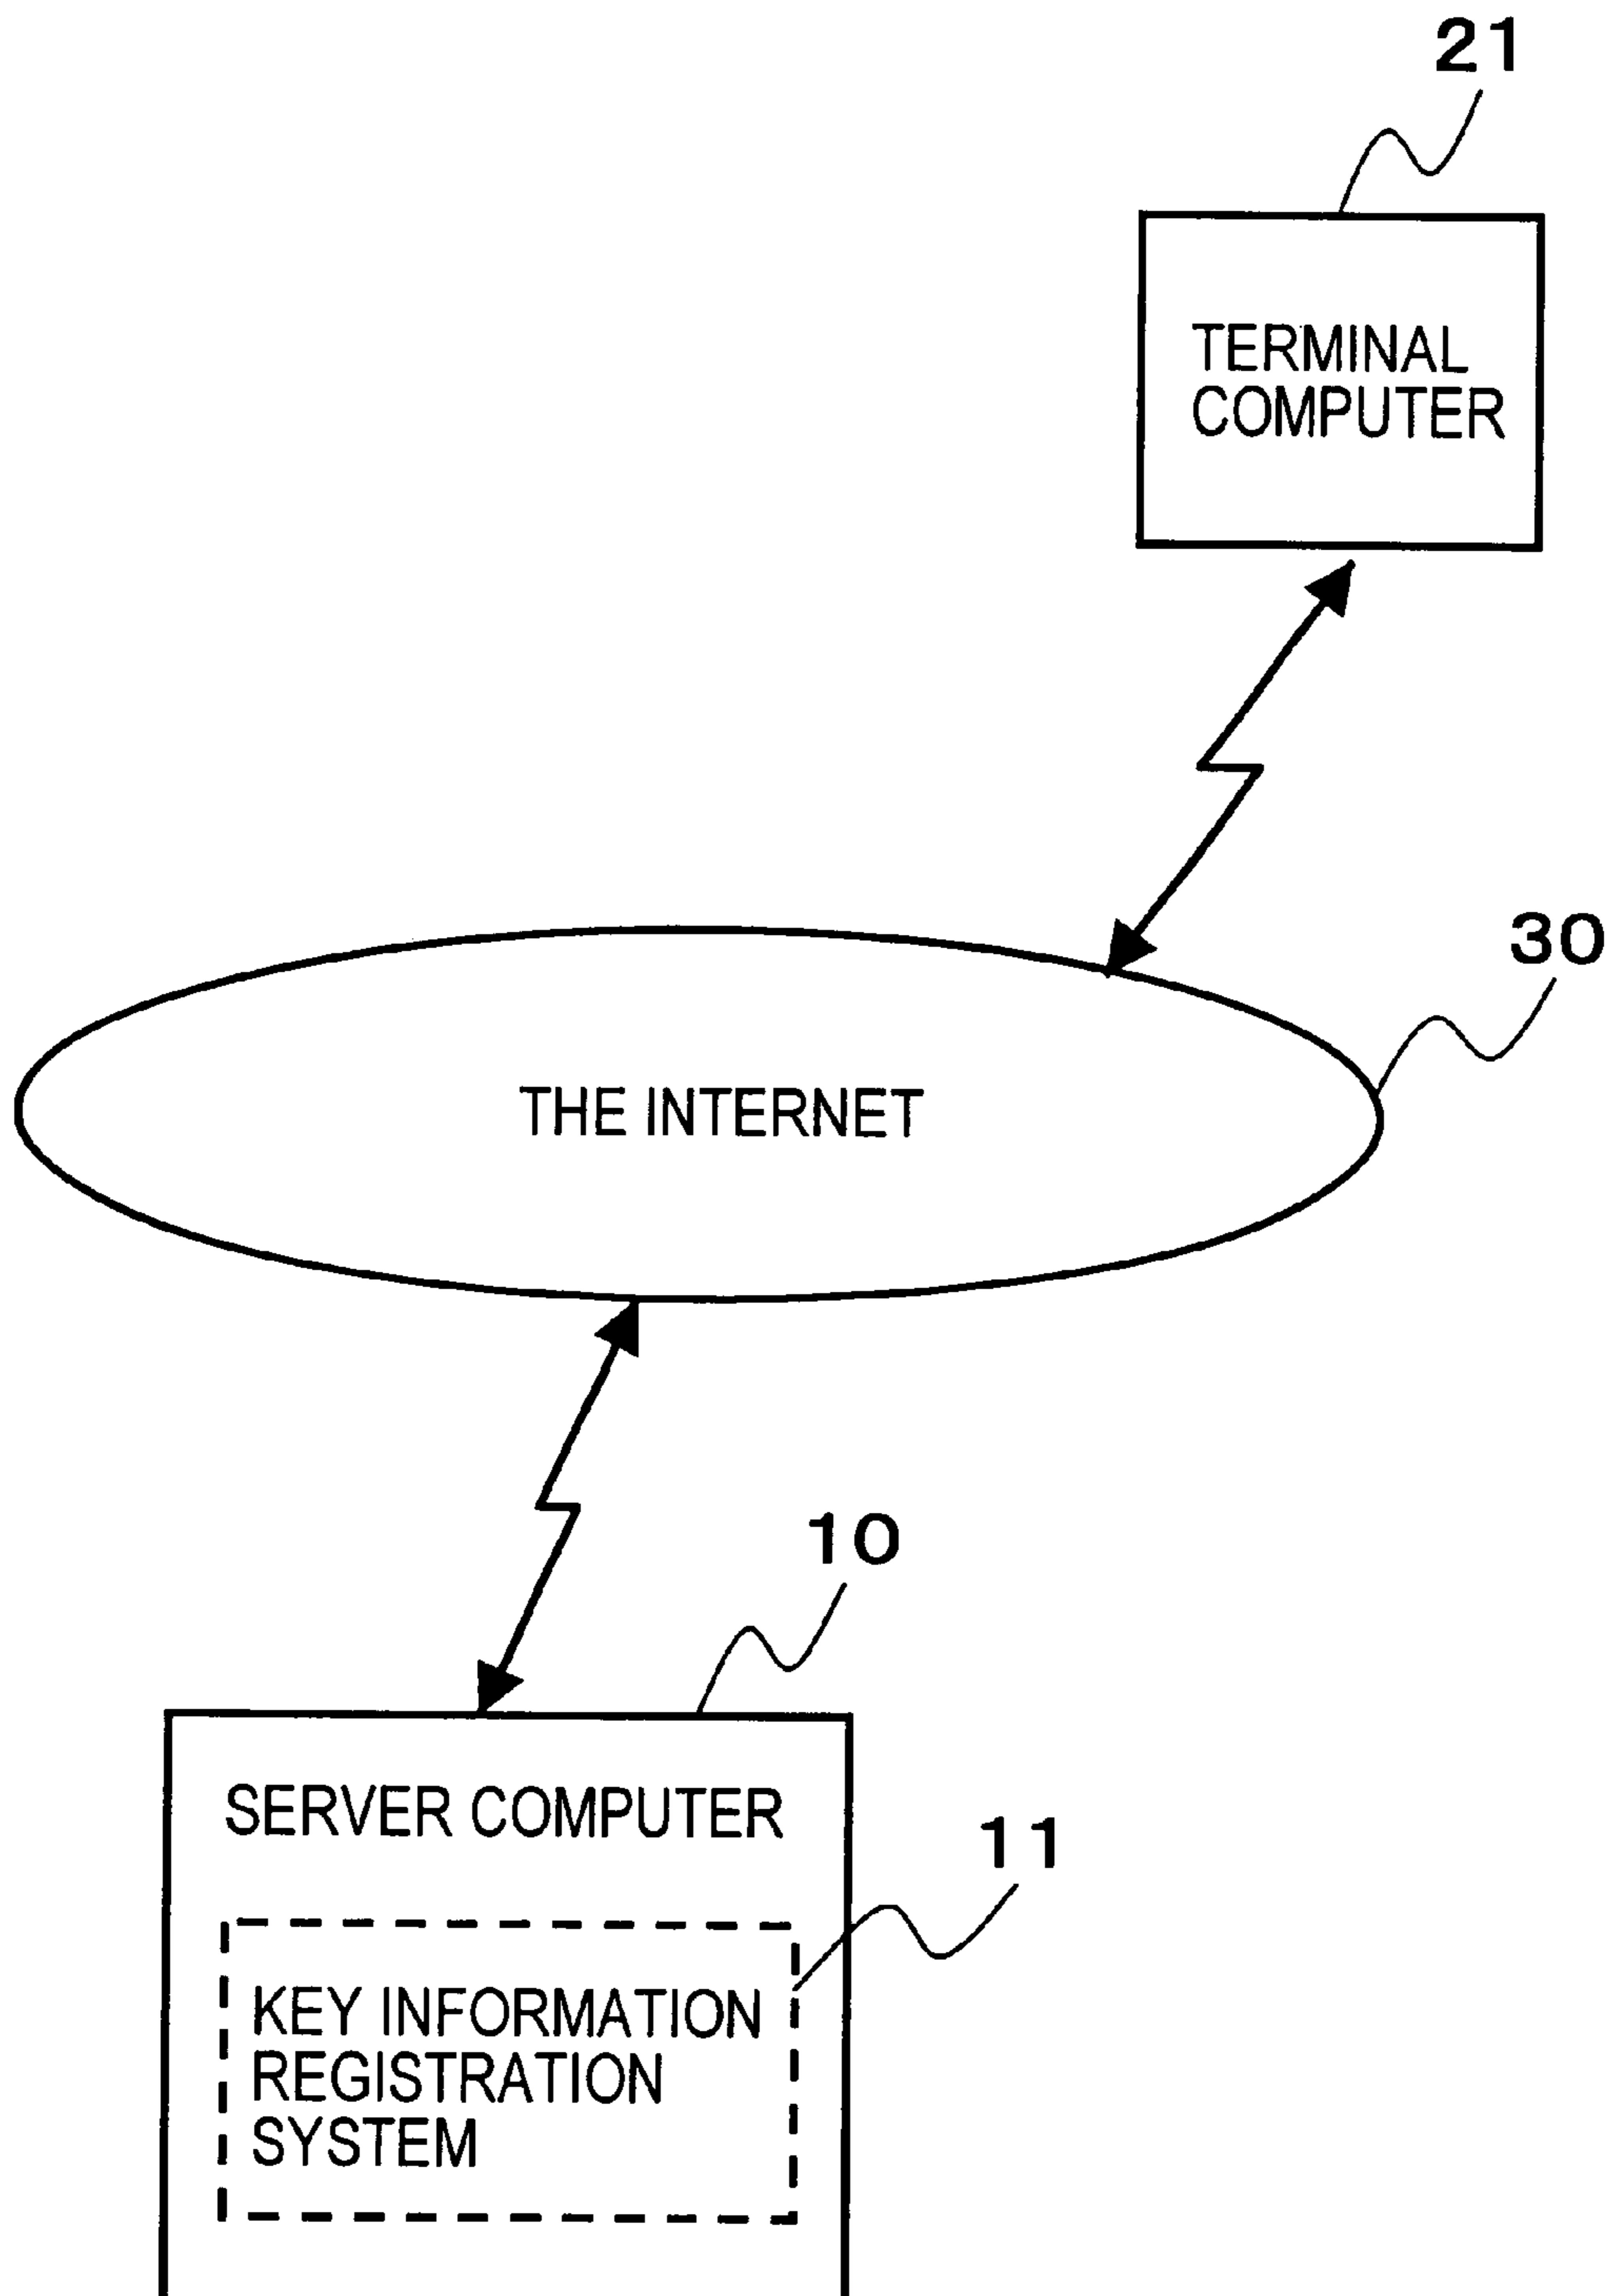 21
TERMINAL
COMPUTER
30
THE INTERNET
10
SERVER COMPUTER
11
KEY INFORMATION
REGISTRATION
SYSTEM